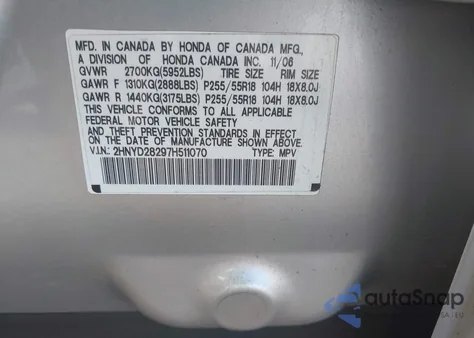 MFD. IN CANADA BY HONDA OF CANADA MFG.,
A DIVISION OF HONDA CANADA INC. 11/06
GVWR 2700KG(5952LBS) TIRE SIZE RIM SIZE
GAWR F 1310KG(2888LBS) P255/55R18 104H 18X8.0J
GAWR R 1440KG(3175LBS) P255/55R18 104H 18X8.0J
THIS VEHICLE CONFORMS TO ALL APPLICABLE
FEDERAL MOTOR VEHICLE SAFETY AND
THEFT PREVENTION STANDARDS IN EFFECT
ON THE DATE OF MANUFACTURE SHOWN ABOVE.
V.I.N.: 2HNYD28297H511070 TYPE: MPV
autoSnap